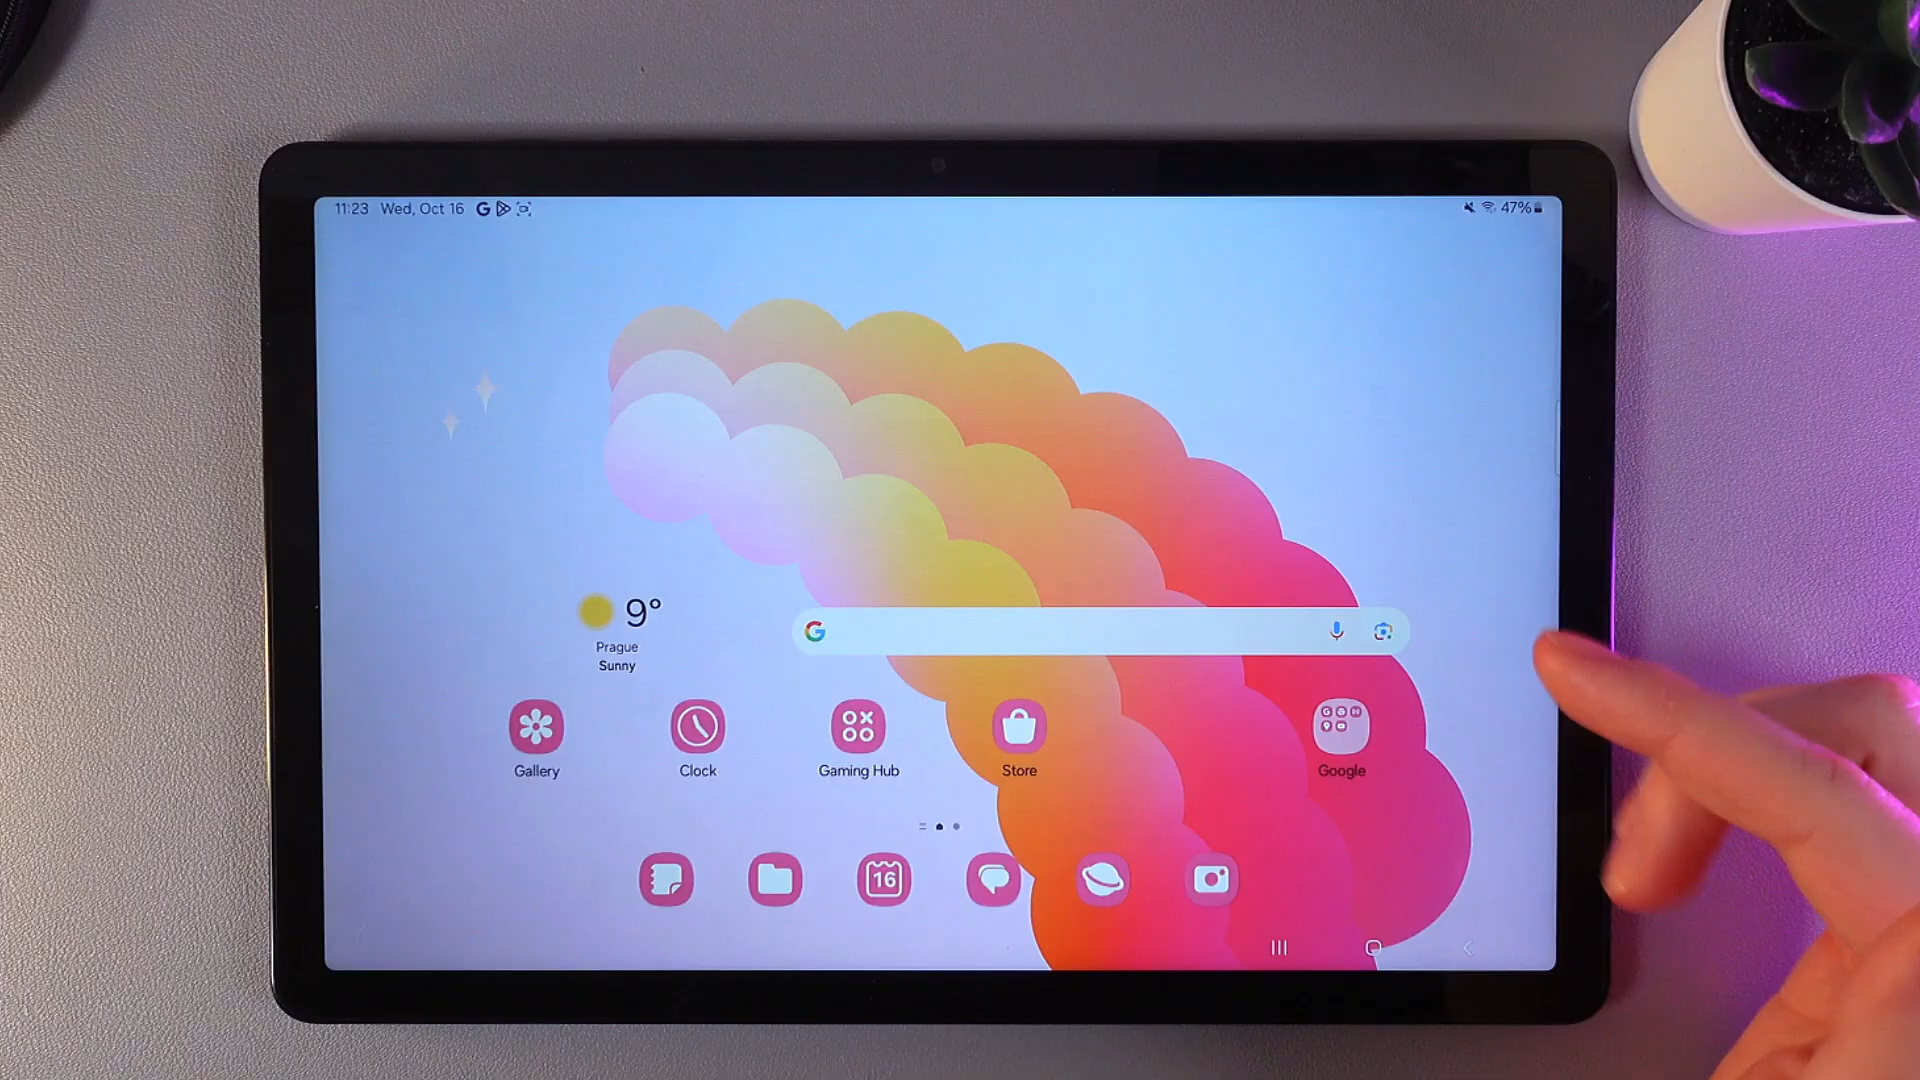 11:23 Wed, Oct 16
47%
9°
Prague
Sunny
Gallery
Clock
Gaming Hub
Store
Google
16